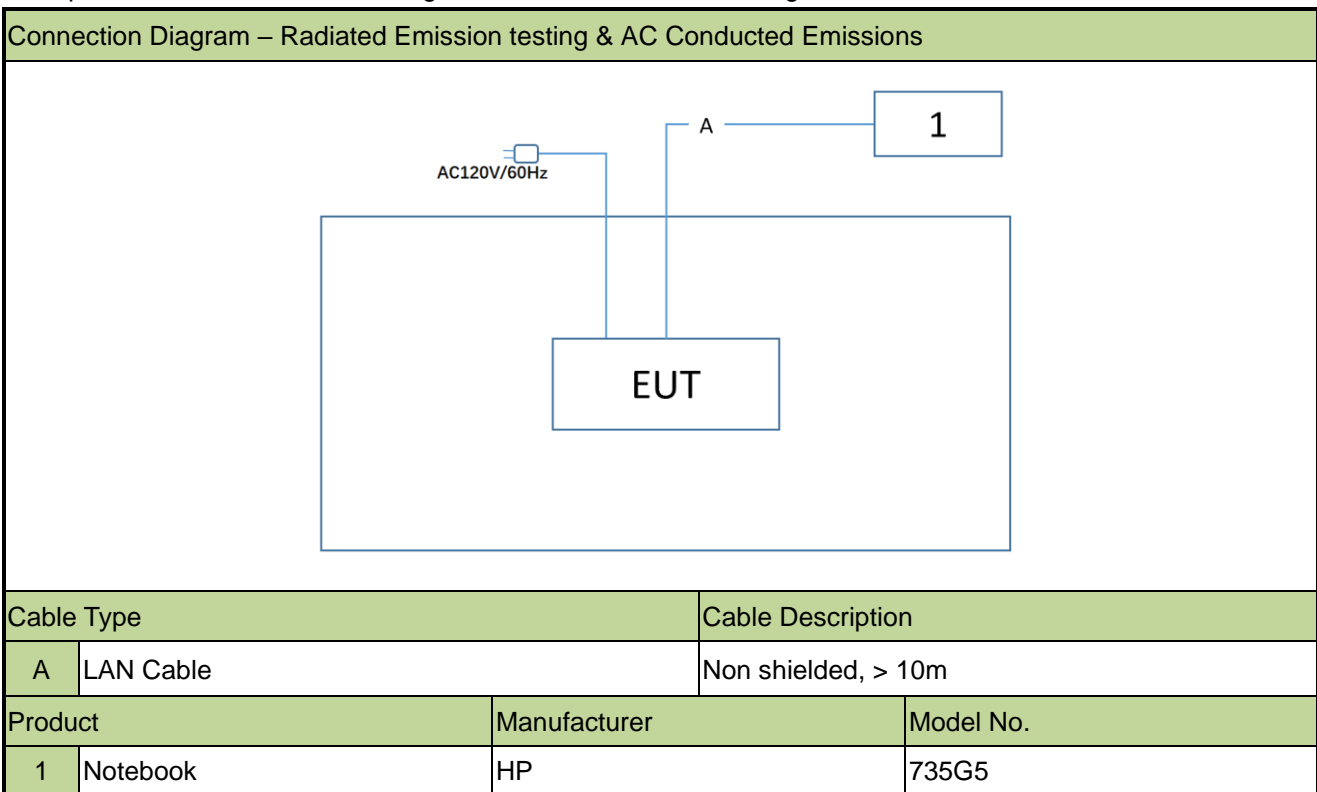 Connection Diagram – Radiated Emission testing & AC Conducted Emissions
A
1
AC120V/60Hz
EUT
Cable Type Cable Description
A LAN Cable Non shielded, > 10m
Product Manufacturer Model No.
1 Notebook HP 735G5